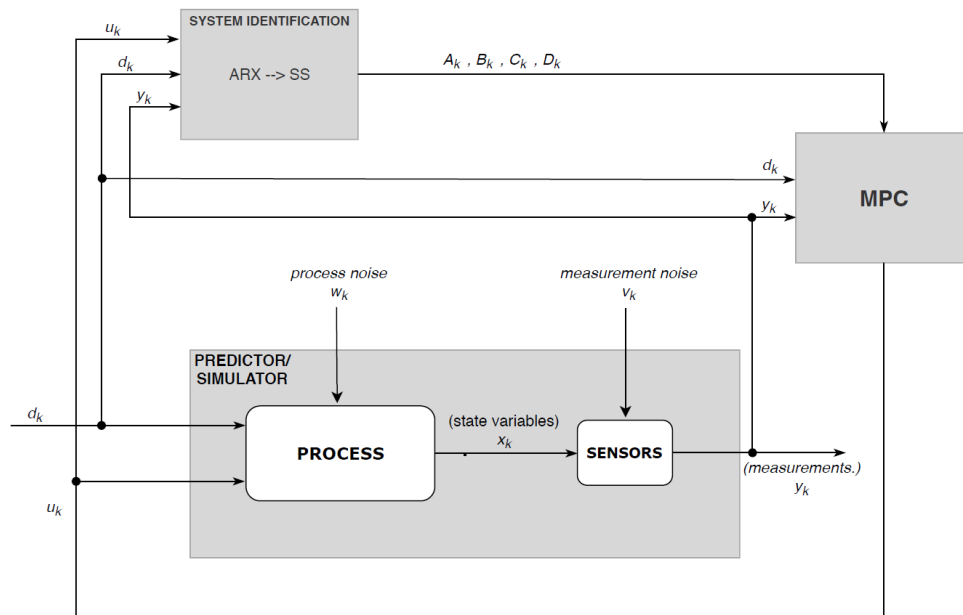 SYSTEM IDENTIFICATION
u_k
d_k
ARX --> SS
y_k
A_k , B_k , C_k , D_k
d_k
MPC
y_k
process noise
w_k
measurement noise
v_k
PREDICTOR/
SIMULATOR
d_k
(state variables)
x_k
PROCESS
SENSORS
(measurements.)
y_k
u_k